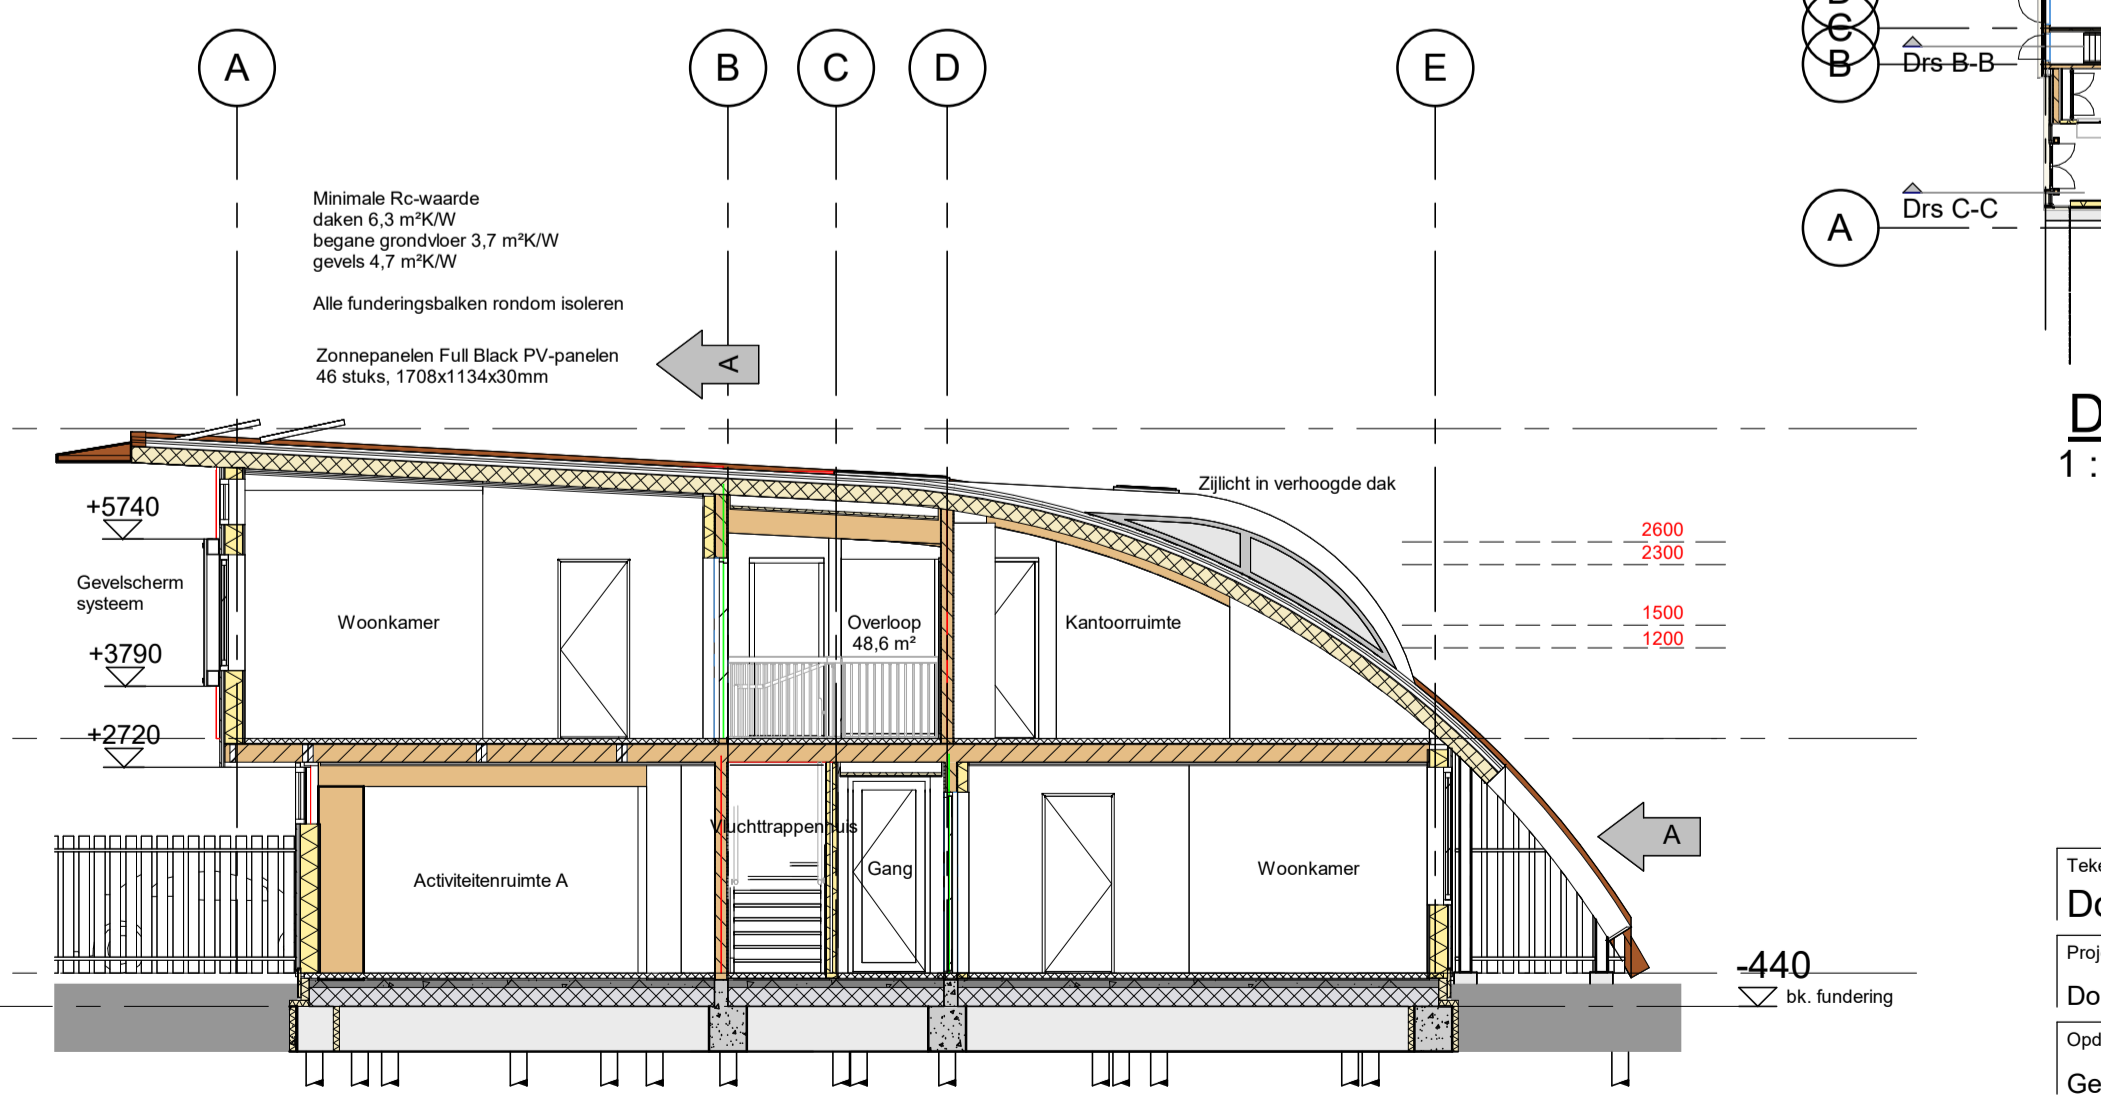 A
B
C
D
E
C
B
Drs B-B
Drs C-C
A
Minimale Rc-waarde
daken 6,3 m²K/W
begane grondvloer 3,7 m²K/W
gevels 4,7 m²K/W
Alle funderingsbalken rondom isoleren
Zonnepanelen Full Black PV-panelen
46 stuks, 1708x1134x30mm
A
1 :
Zijlicht in verhoogde dak
+5740
2600
2300
Gevelscherm
systeem
Woonkamer
Overloop
48,6 m²
Kantoorruimte
1500
1200
+3790
+2720
Vluchttrappenhuis
A
Activiteitenruimte A
Gang
Woonkamer
-440
bk. fundering